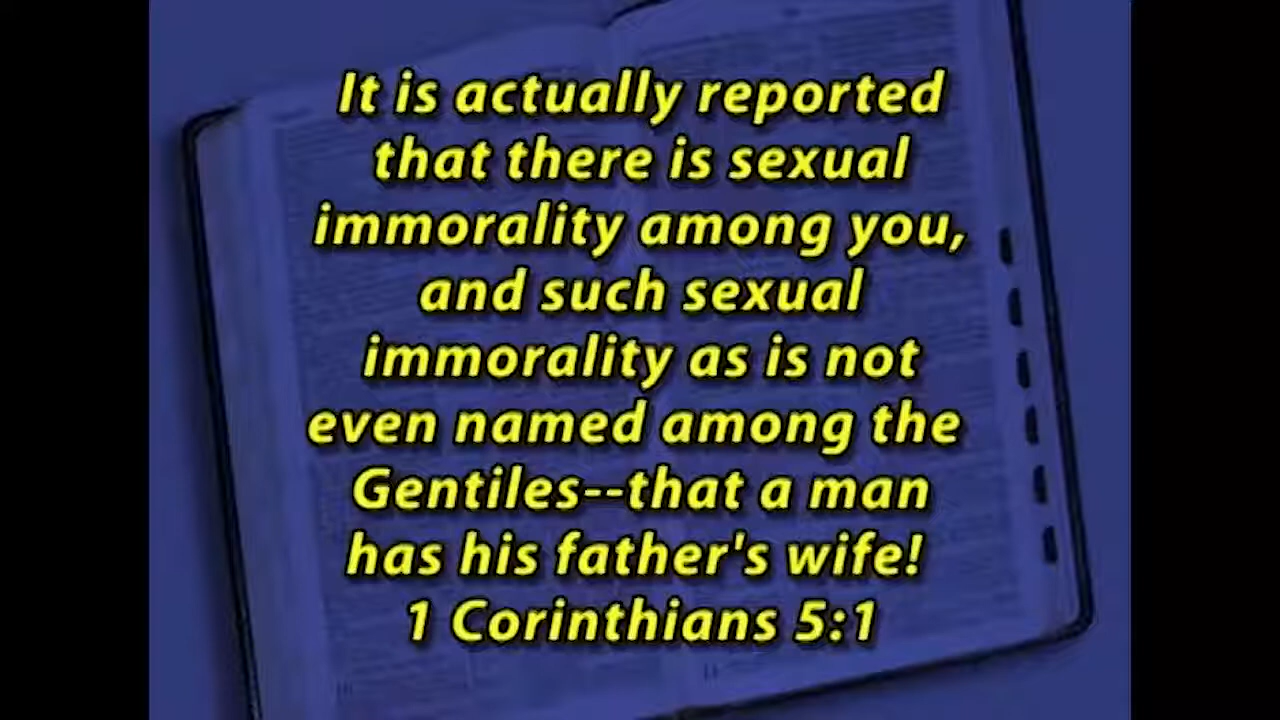 It is actually reported
that there is sexual
immorality among you,
and such sexual
immorality as is not
even named among the
Gentiles--that a man
has his father's wife!
1 Corinthians 5:1